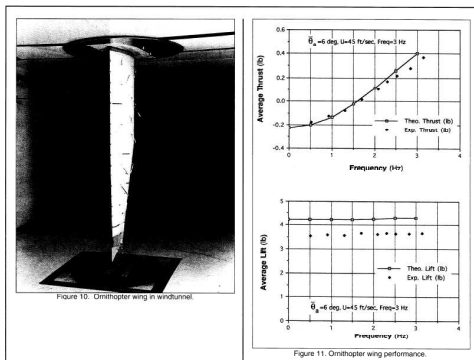 Figure 10. Ornithopter wing in windtunnel.
0.6
0.4
0.2
0.0
-0.2
-0.4
Average Thrust (lb)
θ̄a=6 deg, U=45 ft/sec, Freq=3 Hz
Theo. Thrust (lb)
Exp. Thrust (lb)
0 1 2 3 4
Frequency (Hz)
5
4
3
2
1
0
Average Lift (lb)
Theo. Lift (lb)
Exp. Lift (lb)
θ̄a=6 deg, U=45 ft/sec, Freq=3 Hz
0 1 2 3 4
Frequency (Hz)
Figure 11. Ornithopter wing performance.